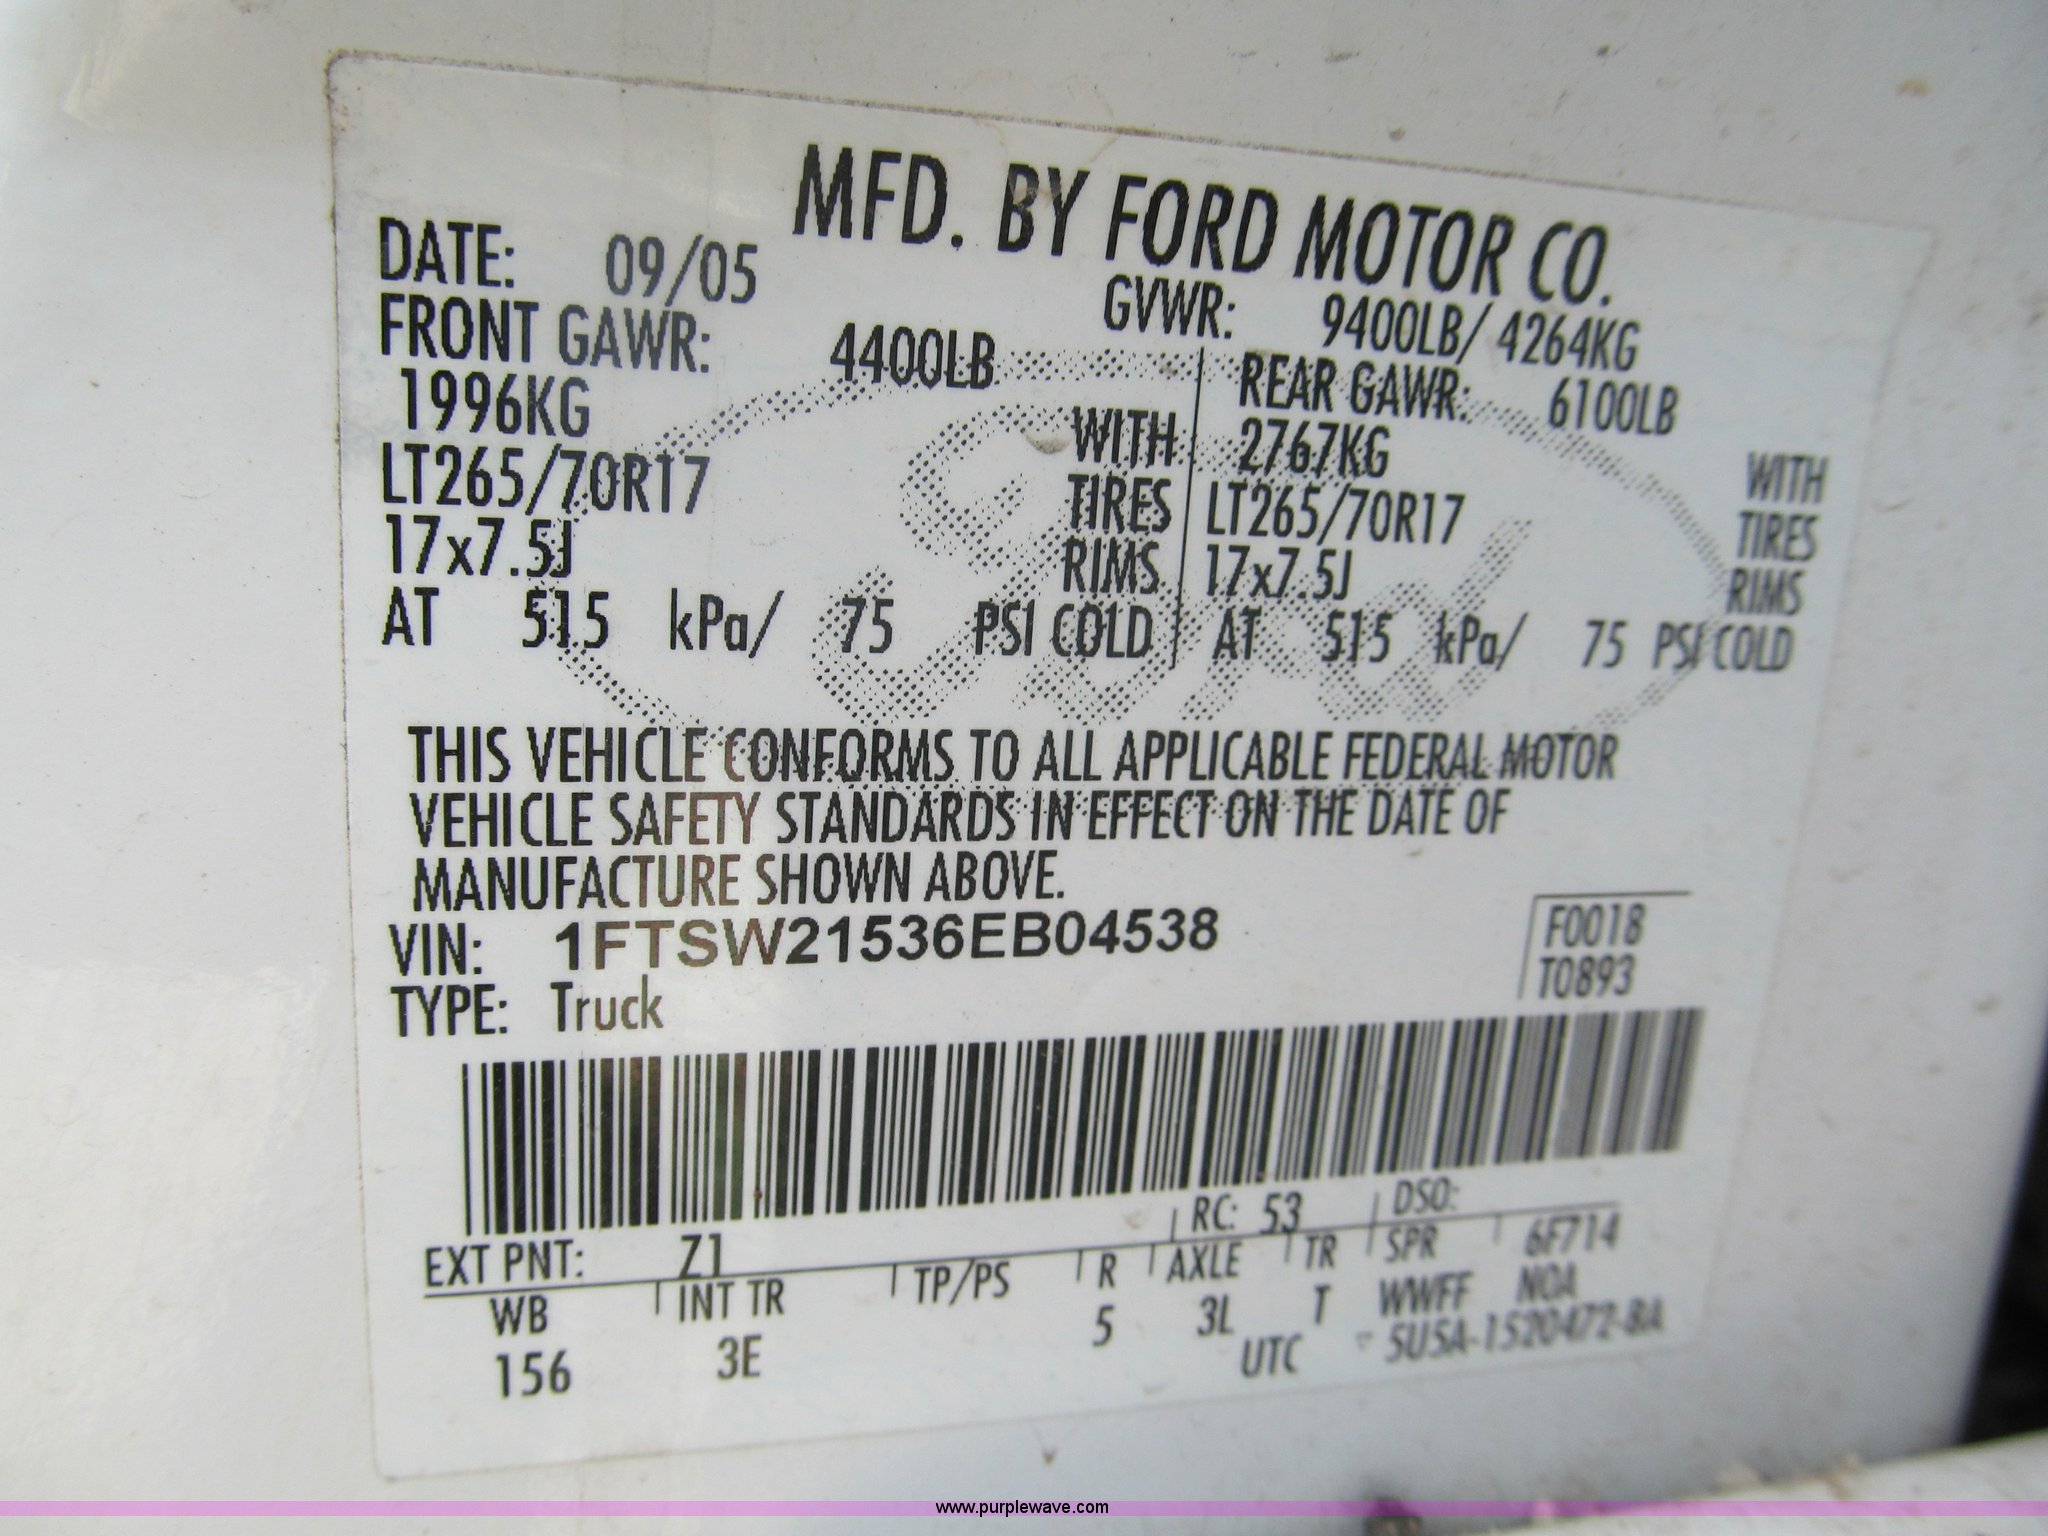 MFD. BY FORD MOTOR CO.
DATE: 09/05 GVWR: 9400LB/ 4264KG
FRONT GAWR: 4400LB REAR GAWR: 6100LB
1996KG WITH 2767KG WITH
LT265/70R17 TIRES LT265/70R17 TIRES
17x7.5J RIMS 17x7.5J RIMS
AT 515 kPa/ 75 PSI COLD AT 515 kPa/ 75 PSI COLD
Ford
THIS VEHICLE CONFORMS TO ALL APPLICABLE FEDERAL MOTOR
VEHICLE SAFETY STANDARDS IN EFFECT ON THE DATE OF
MANUFACTURE SHOWN ABOVE.
VIN: 1FTSW21536EB04538 F0018
TYPE: Truck T0893
EXT PNT: Z1 RC: 53 DSO:
WB INT TR TP/PS R AXLE TR SPR 6F714
156 3E 5 3L T WWFF NOA
UTC 5U5A-1520472-BA
www.purplewave.com